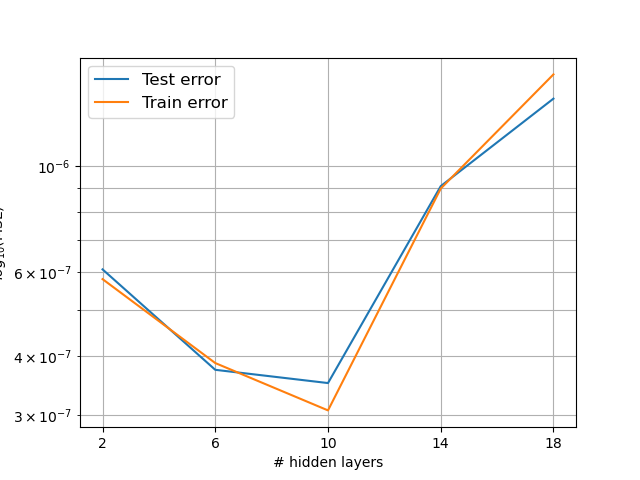 Test error
Train error
10⁻⁶
6 × 10⁻⁷
4 × 10⁻⁷
3 × 10⁻⁷
2 6 10 14 18
# hidden layers